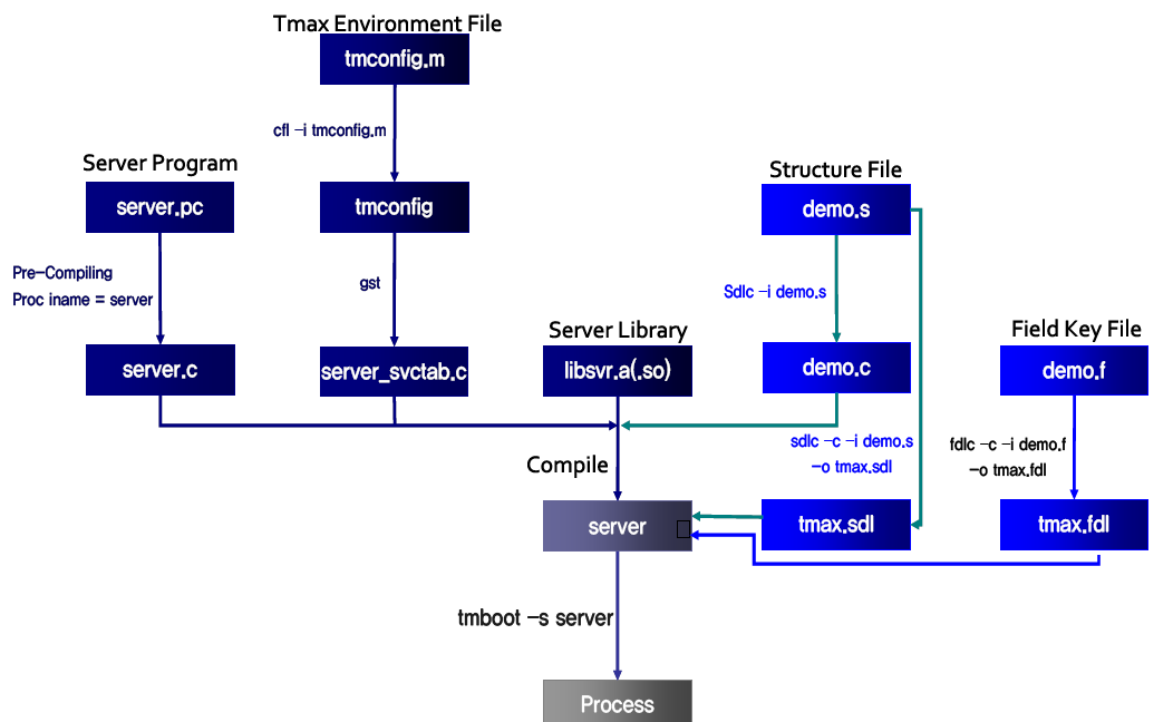 Tmax Environment File
tmconfig.m
cfl -i tmconfig.m
Server Program
server.pc
tmconfig
Structure File
demo.s
Pre-Compiling
Proc iname = server
gst
Sdlc -i demo.s
Server Library
Field Key File
server.c
server_svctab.c
libsvr.a(.so)
demo.c
demo.f
sdlc -c -i demo.s
-o tmax.sdl
fdlc -c -i demo.f
-o tmax.fdl
Compile
server
tmax.sdl
tmax.fdl
tmboot -s server
Process